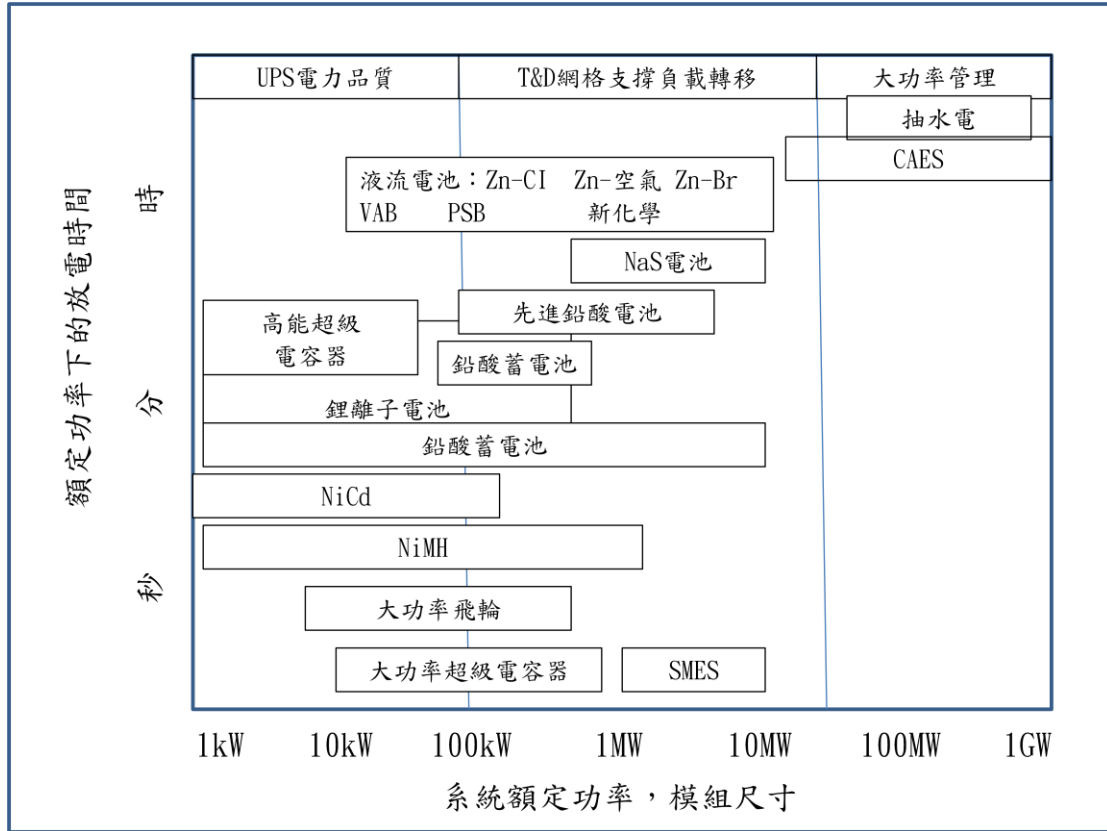 UPS電力品質
T&D網格支撐負載轉移
大功率管理
抽水電
CAES
液流電池：Zn-CI Zn-空氣 Zn-Br
VAB PSB 新化學
NaS電池
先進鉛酸電池
高能超級
電容器
鉛酸蓄電池
鋰離子電池
鉛酸蓄電池
NiCd
NiMH
大功率飛輪
大功率超級電容器
SMES
額定功率下的放電時間
時
分
秒
1kW 10kW 100kW 1MW 10MW 100MW 1GW
系統額定功率，模組尺寸